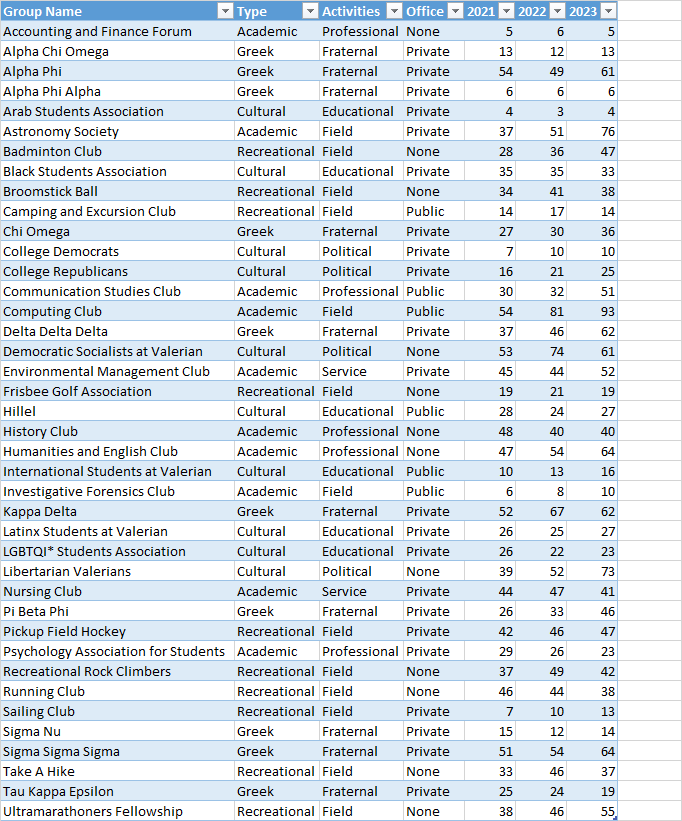 Group Name Type Activities Office 2021 2022 2023
Accounting and Finance Forum Academic Professional None 5 6 5
Alpha Chi Omega Greek Fraternal Private 13 12 13
Alpha Phi Greek Fraternal Private 54 49 61
Alpha Phi Alpha Greek Fraternal Private 6 6 6
Arab Students Association Cultural Educational Private 4 3 4
Astronomy Society Academic Field Private 37 51 76
Badminton Club Recreational Field None 28 36 47
Black Students Association Cultural Educational Private 35 35 33
Broomstick Ball Recreational Field None 34 41 38
Camping and Excursion Club Recreational Field Public 14 17 14
Chi Omega Greek Fraternal Private 27 30 36
College Democrats Cultural Political Private 7 10 10
College Republicans Cultural Political Private 16 21 25
Communication Studies Club Academic Professional Public 30 32 51
Computing Club Academic Field Public 54 81 93
Delta Delta Delta Greek Fraternal Private 37 46 62
Democratic Socialists at Valerian Cultural Political None 53 74 61
Environmental Management Club Academic Service Private 45 44 52
Frisbee Golf Association Recreational Field None 19 21 19
Hillel Cultural Educational Public 28 24 27
History Club Academic Professional None 48 40 40
Humanities and English Club Academic Professional None 47 54 64
International Students at Valerian Cultural Educational Public 10 13 16
Investigative Forensics Club Academic Field Public 6 8 10
Kappa Delta Greek Fraternal Private 52 67 62
Latinx Students at Valerian Cultural Educational Private 26 25 27
LGBTQI* Students Association Cultural Educational Private 26 22 23
Libertarian Valerians Cultural Political None 39 52 73
Nursing Club Academic Service Private 44 47 41
Pi Beta Phi Greek Fraternal Private 26 33 46
Pickup Field Hockey Recreational Field Private 42 46 47
Psychology Association for Students Academic Professional Private 29 26 23
Recreational Rock Climbers Recreational Field None 37 49 42
Running Club Recreational Field None 46 44 38
Sailing Club Recreational Field Private 7 10 13
Sigma Nu Greek Fraternal Private 15 12 14
Sigma Sigma Sigma Greek Fraternal Private 51 54 64
Take A Hike Recreational Field None 33 46 37
Tau Kappa Epsilon Greek Fraternal Private 25 24 19
Ultramarathoners Fellowship Recreational Field None 38 46 55